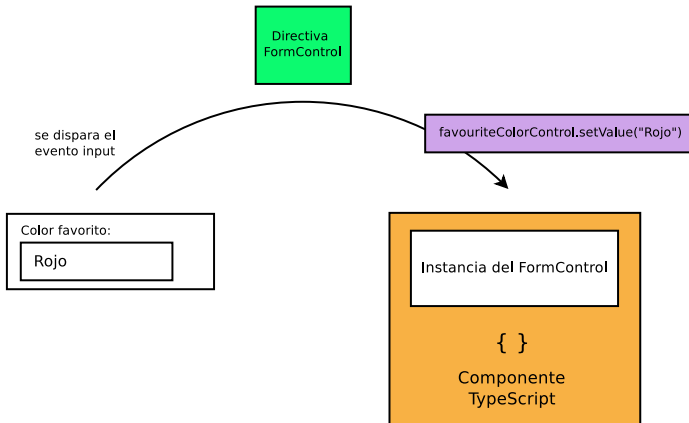 Directiva
FormControl
se dispara el
evento input
favouriteColorControl.setValue("Rojo")
Color favorito:
Rojo
Instancia del FormControl
{ }
Componente
TypeScript